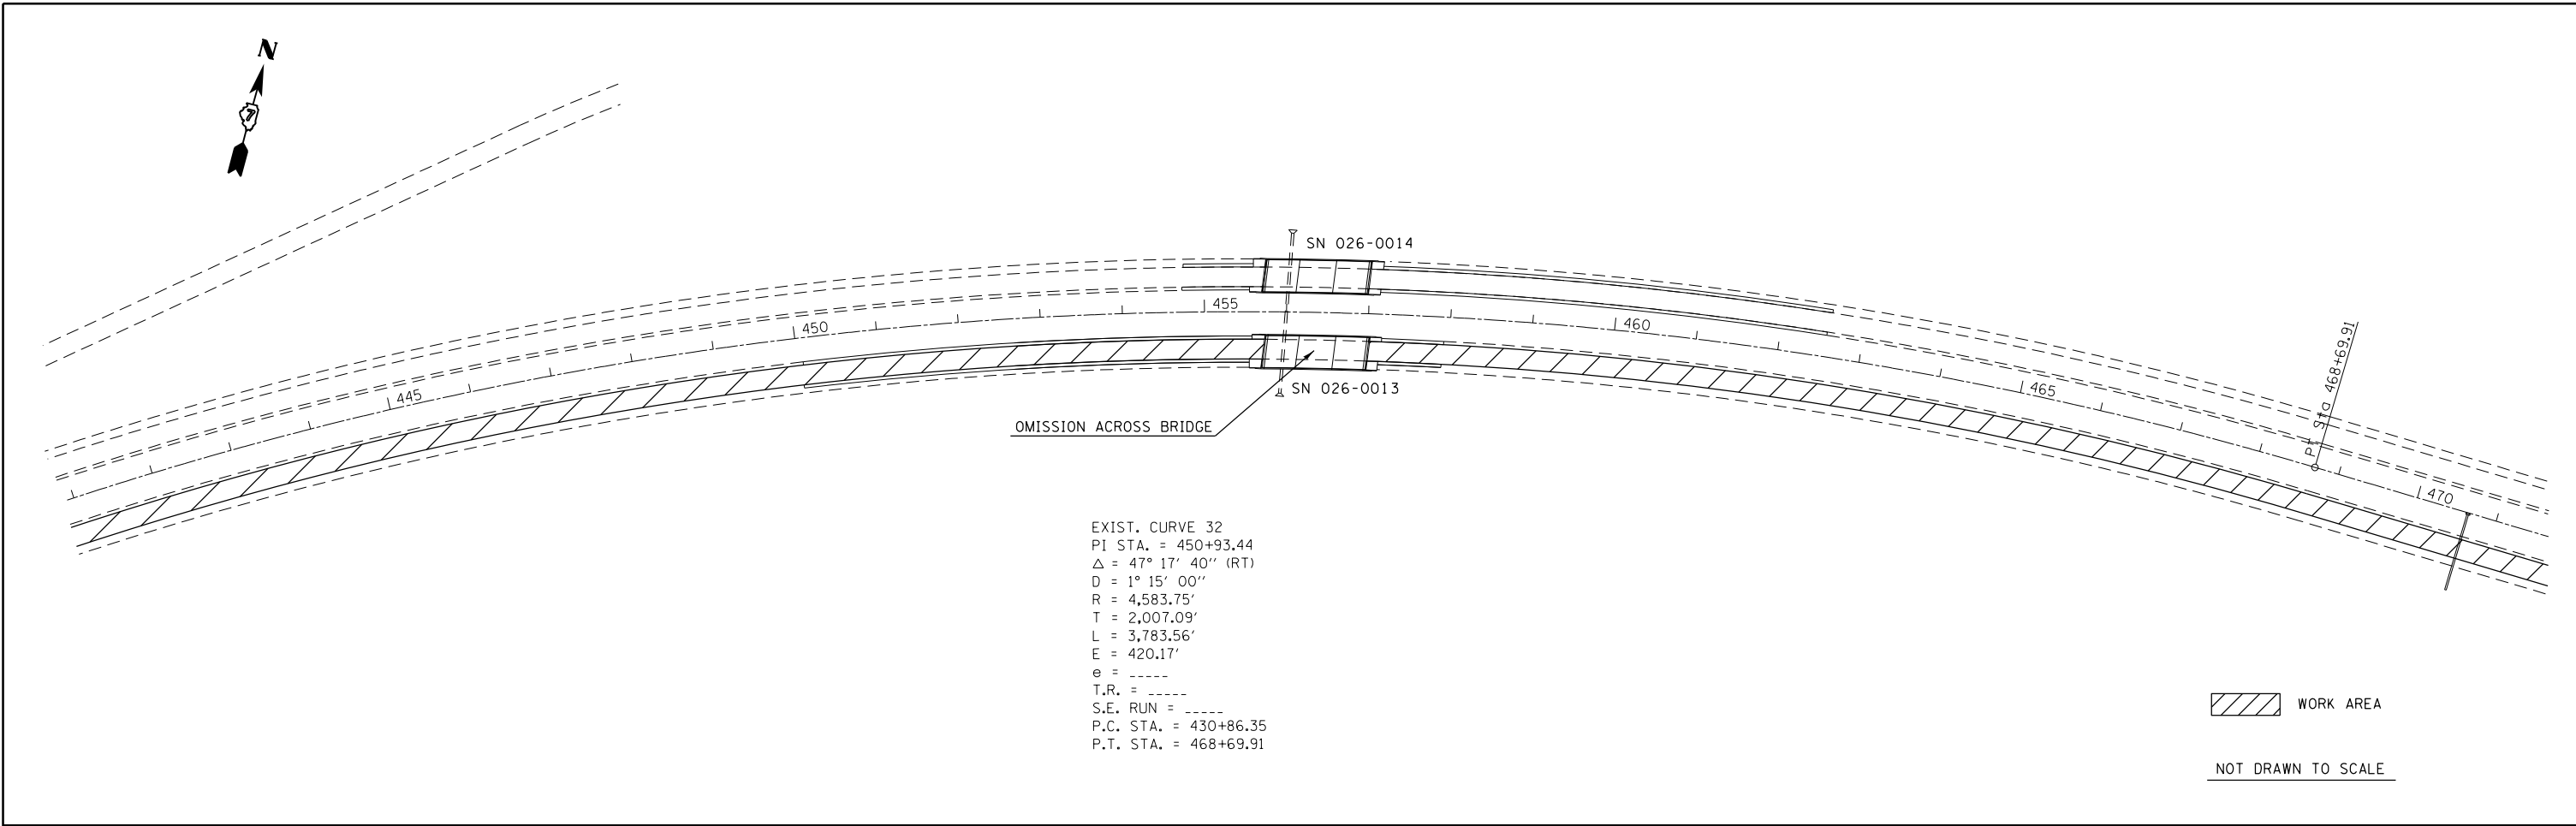 N
7
SN 026-0014
455
450
460
445
465
470
PT Sta 468+69.91
SN 026-0013
OMISSION ACROSS BRIDGE
EXIST. CURVE 32
PI STA. = 450+93.44
△ = 47° 17' 40'' (RT)
D = 1° 15' 00''
R = 4,583.75'
T = 2,007.09'
L = 3,783.56'
E = 420.17'
e = _____
T.R. = _____
S.E. RUN = _____
P.C. STA. = 430+86.35
P.T. STA. = 468+69.91
WORK AREA
NOT DRAWN TO SCALE